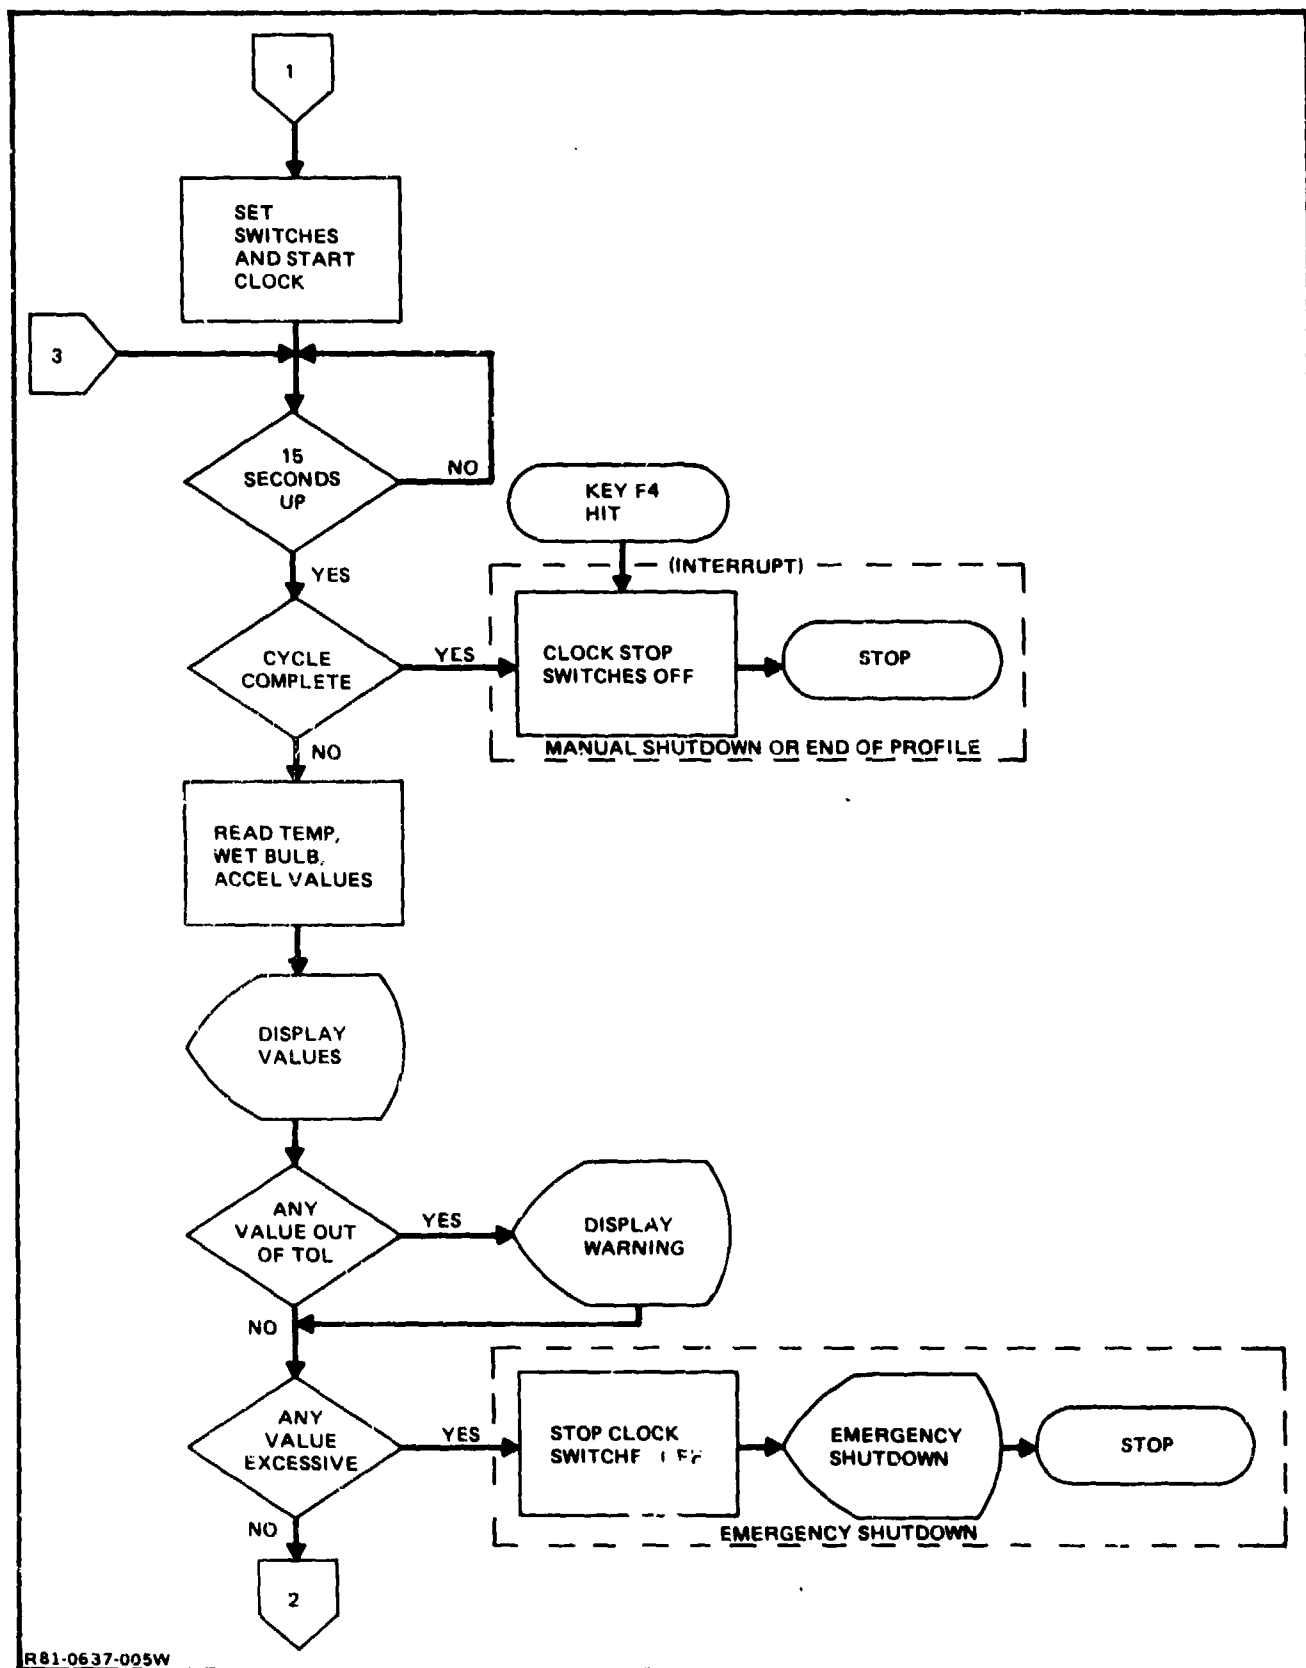 1
SET
SWITCHES
AND START
CLOCK
3
15
SECONDS
UP
NO
KEY F4
HIT
YES
(INTERRUPT)
CYCLE
COMPLETE
YES
CLOCK STOP
SWITCHES OFF
STOP
NO
MANUAL SHUTDOWN OR END OF PROFILE
READ TEMP,
WET BULB,
ACCEL VALUES
DISPLAY
VALUES
ANY
VALUE OUT
OF TOL
YES
DISPLAY
WARNING
NO
ANY
VALUE
EXCESSIVE
YES
STOP CLOCK
EMERGENCY
SHUTDOWN
STOP
NO
EMERGENCY SHUTDOWN
2
R81-0637-005W